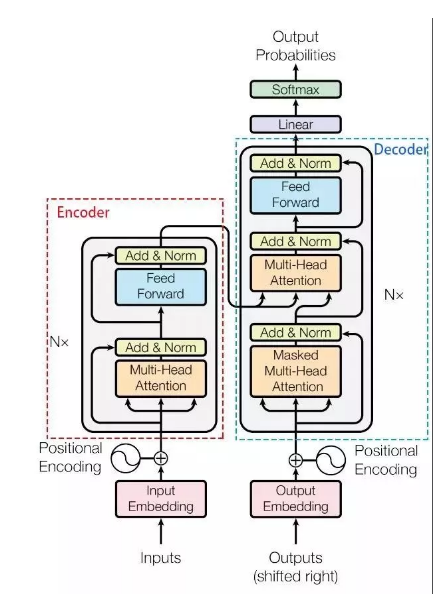 Output
Probabilities
Softmax
Linear
Decoder
Add & Norm
Feed
Forward
Add & Norm
Multi-Head
Attention
Nx
Add & Norm
Masked
Multi-Head
Attention
Encoder
Add & Norm
Feed
Forward
Nx
Add & Norm
Multi-Head
Attention
Positional
Encoding
Positional
Encoding
Input
Embedding
Output
Embedding
Inputs
Outputs
(shifted right)